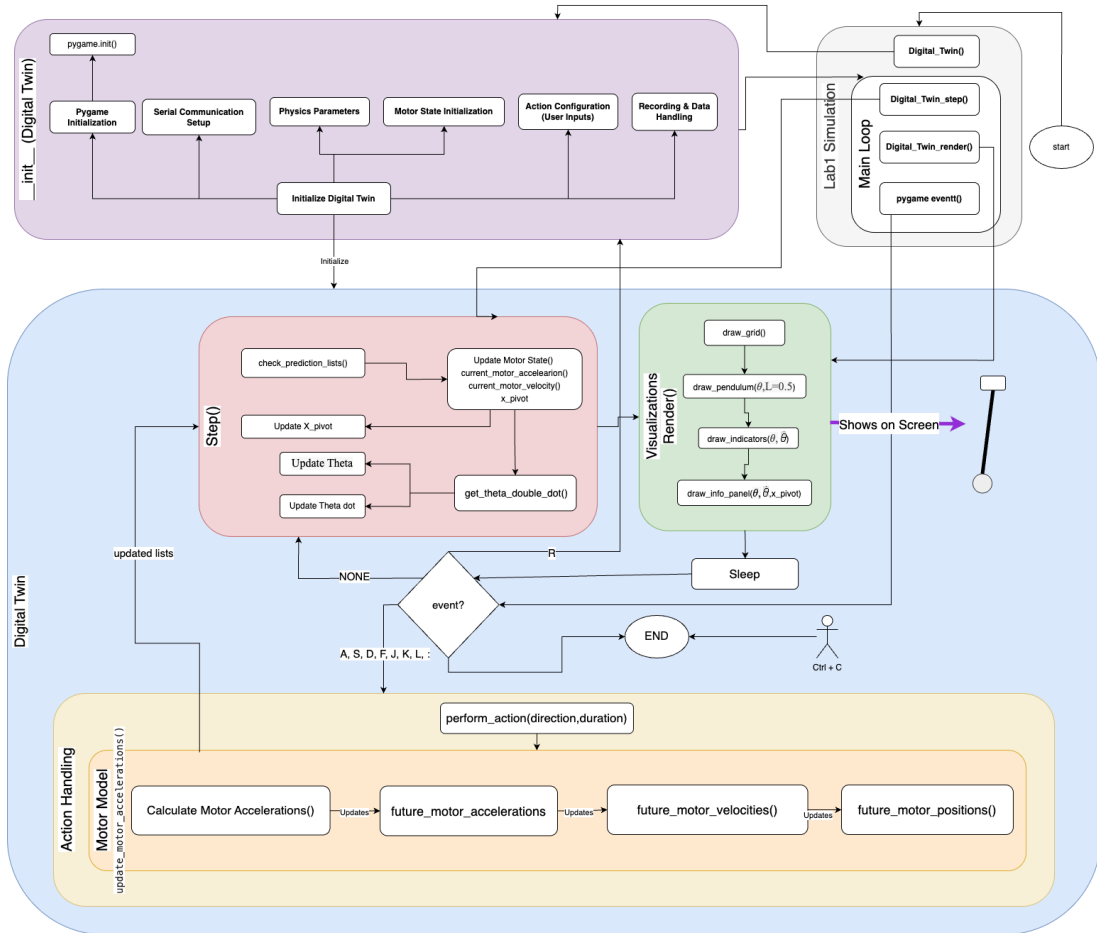 pygame.init()
Pygame
Initialization
Serial Communication
Setup
Physics Parameters
Motor State Initialization
Action Configuration
(User Inputs)
Recording & Data
Handling
Initialize Digital Twin
__init__ (Digital Twin)
Lab1 Simulation
Main Loop
Digital_Twin()
Digital_Twin_step()
Digital_Twin_render()
pygame eventt()
start
Initialize
Digital Twin
Step()
check_prediction_lists()
Update Motor State()
current_motor_accelearion()
current_motor_velocity()
x_pivot
Update X_pivot
Update Theta
Update Theta dot
get_theta_double_dot()
Visualizations
Render()
draw_grid()
draw_pendulum(θ,L=0.5)
draw_indicators(θ, θ̇)
draw_info_panel(θ, θ̇,x_pivot)
Shows on Screen
updated lists
NONE
R
event?
Sleep
END
Ctrl + C
A, S, D, F, J, K, L, :
Action Handling
Motor Model
update_motor_accelerations()
perform_action(direction,duration)
Calculate Motor Accelerations()
Updates
future_motor_accelerations
Updates
future_motor_velocities()
Updates
future_motor_positions()